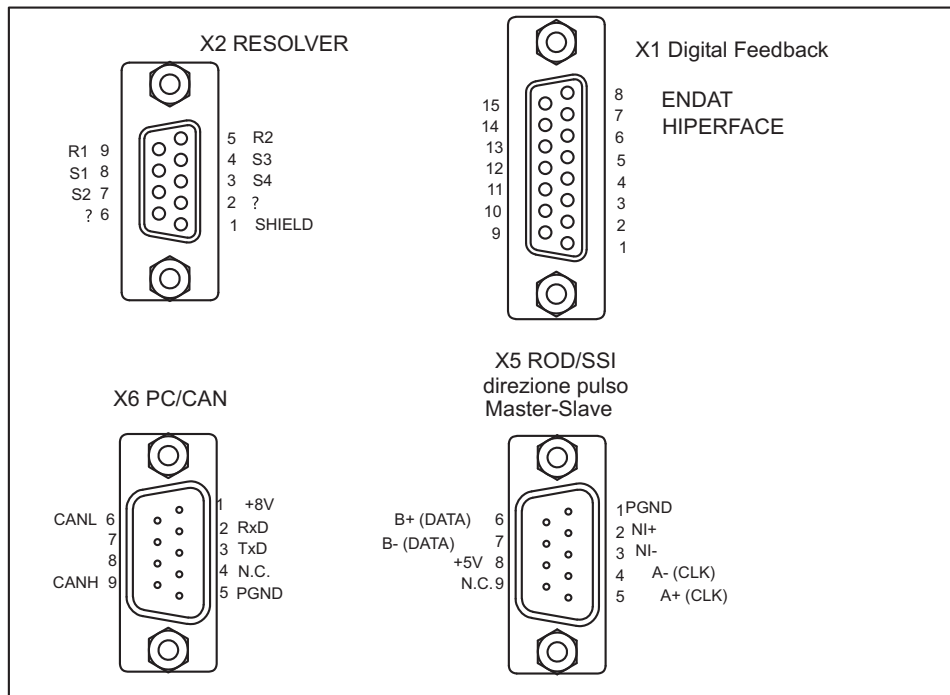 X2 RESOLVER
R1 9
S1 8
S2 7
? 6
5 R2
4 S3
3 S4
2 ?
1 SHIELD
X1 Digital Feedback
ENDAT
HIPERFACE
15
14
13
12
11
10
9
8
7
6
5
4
3
2
1
X6 PC/CAN
CANL 6
7
8
CANH 9
1 +8V
2 RxD
3 TxD
4 N.C.
5 PGND
X5 ROD/SSI
direzione pulso
Master-Slave
B+ (DATA) 6
B- (DATA) 7
+5V 8
N.C. 9
1 PGND
2 NI+
3 NI-
4 A- (CLK)
5 A+ (CLK)